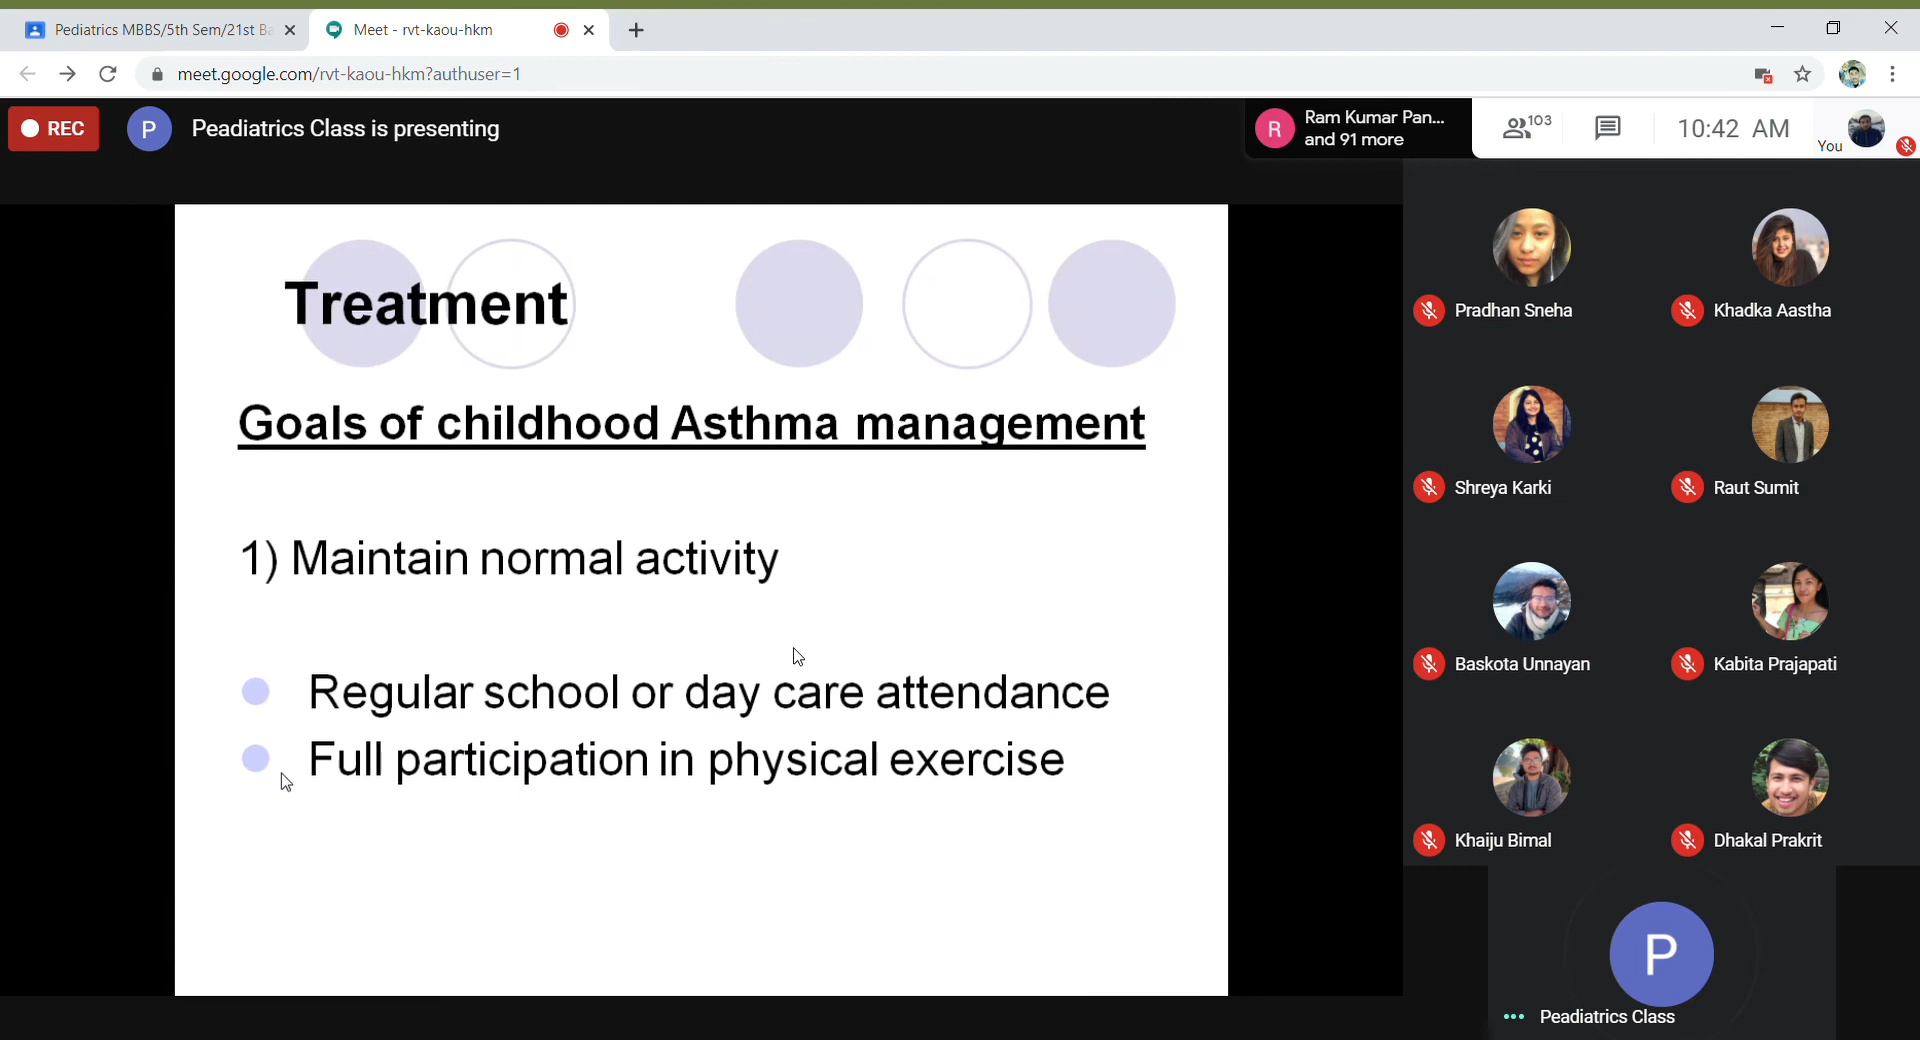 Pediatrics MBBS/5th Sem/21st Ba
Meet - rvt-kaou-hkm
meet.google.com/rvt-kaou-hkm?authuser=1
REC
P
Peadiatrics Class is presenting
R
Ram Kumar Pan...
and 91 more
103
10:42 AM
You
Treatment
Goals of childhood Asthma management
1) Maintain normal activity
Regular school or day care attendance
Full participation in physical exercise
Pradhan Sneha
Khadka Aastha
Shreya Karki
Raut Sumit
Baskota Unnayan
Kabita Prajapati
Khaiju Bimal
Dhakal Prakrit
P
Peadiatrics Class